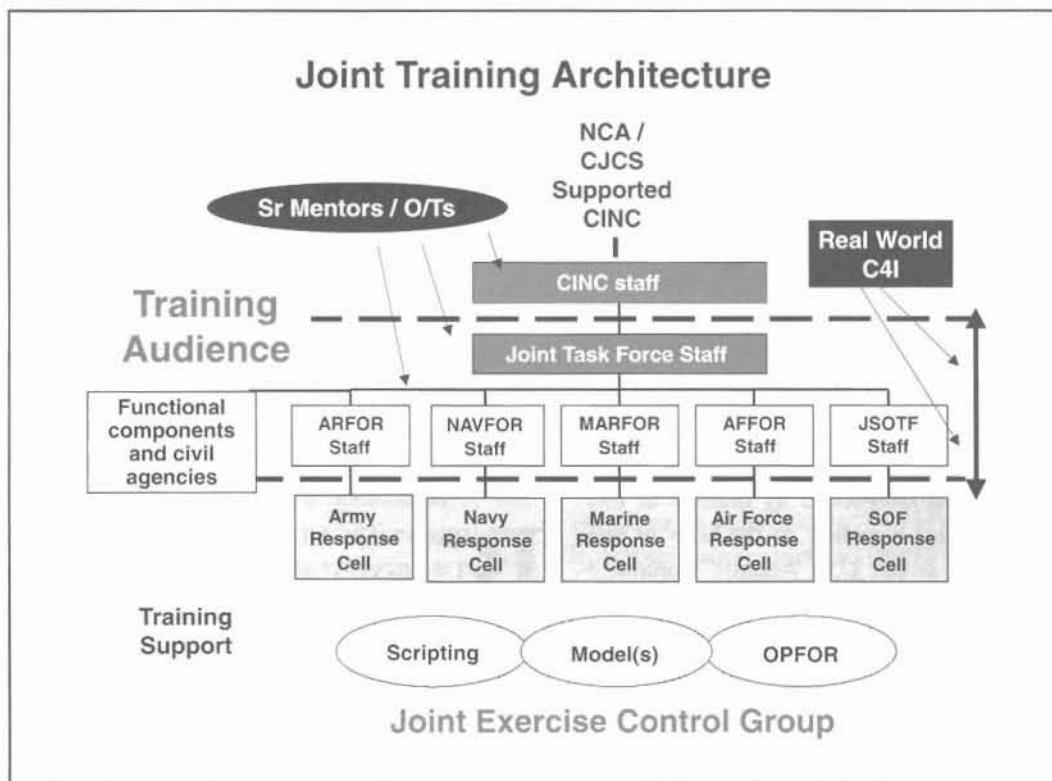 Joint Training Architecture
NCA /
CJCS
Supported
CINC
Sr Mentors / O/Ts
Real World
C4I
CINC staff
Training
Audience
Joint Task Force Staff
Functional
components
and civil
agencies
ARFOR
Staff
NAVFOR
Staff
MARFOR
Staff
AFFOR
Staff
JSOTF
Staff
Army
Response
Cell
Navy
Response
Cell
Marine
Response
Cell
Air Force
Response
Cell
SOF
Response
Cell
Training
Support
Scripting
Model(s)
OPFOR
Joint Exercise Control Group